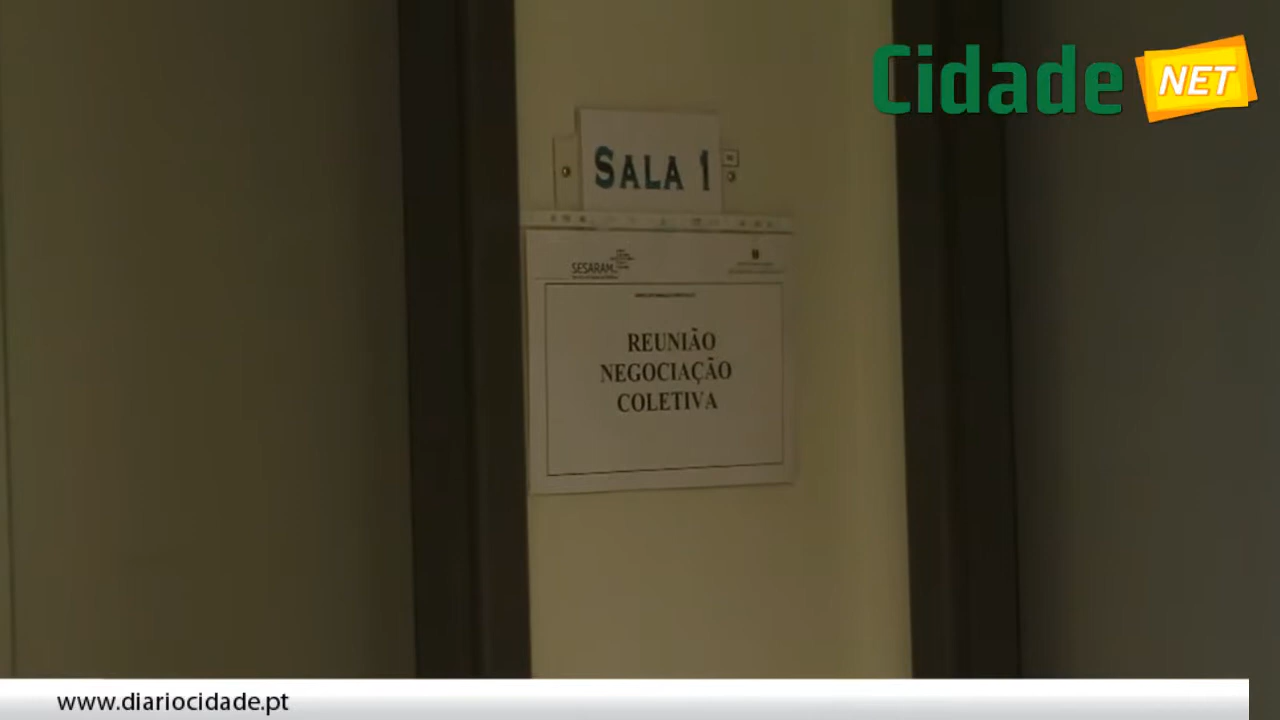 Cidade NET
SALA 1
SESARAM
REUNIÃO
NEGOCIAÇÃO
COLETIVA
www.diariocidade.pt